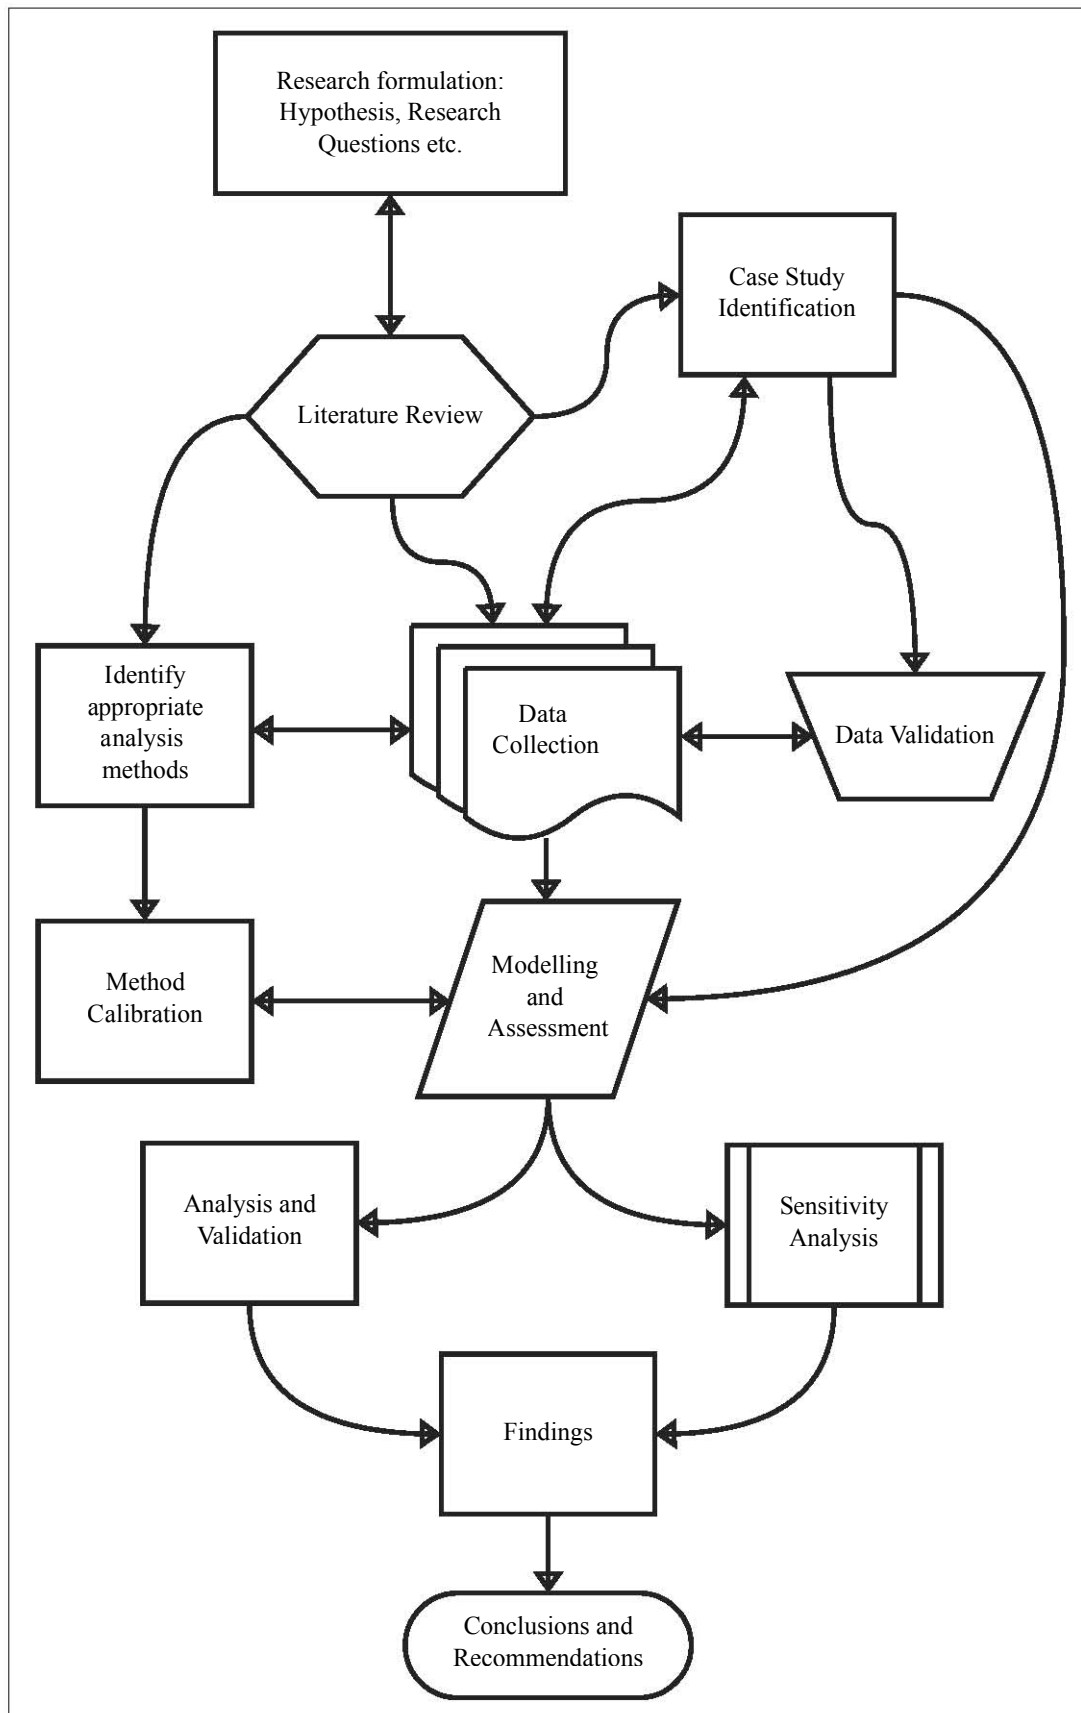 Research formulation:
Hypothesis, Research
Questions etc.
Case Study
Identification
Literature Review
Identify
appropriate
analysis
methods
Data
Collection
Data Validation
Method
Calibration
Modelling
and
Assessment
Analysis and
Validation
Sensitivity
Analysis
Findings
Conclusions and
Recommendations